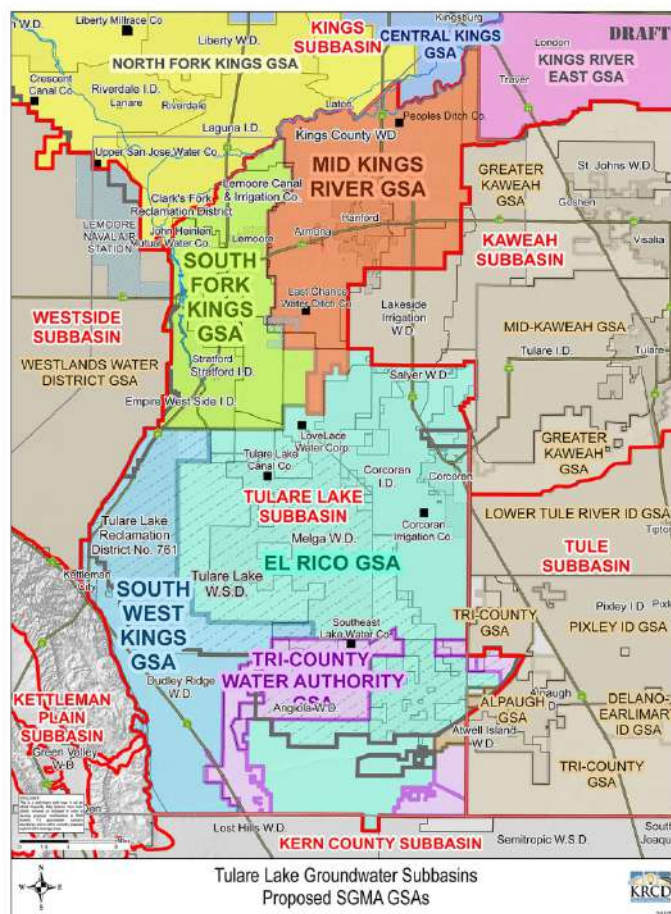 Liberty Millrace Co
Kingsburg
DRAFT
KINGS
SUBBASIN
CENTRAL KINGS
GSA
Liberty W.D.
London
NORTH FORK KINGS GSA
KINGS RIVER
EAST GSA
Crescent
Canal Co.
Riverdale I.D.
Lanare
Riverdale
Laton
Traver
Peoples Ditch Co.
Laguna I.D.
Kings County WD
Upper San Jose Water Co.
MID KINGS
RIVER GSA
GREATER
KAWEAH
GSA
St. Johns W.D.
Lemoore Canal
& Irrigation Co.
Clark's Fork
Reclamation District
Goshen
Hanford
LEMOORE
NAVAL AIR
STATION
John Heinlen
Mutual Water Co.
Lemoore
Armona
Visalia
KAWEAH
SUBBASIN
SOUTH
FORK
KINGS
GSA
Last Chance
Water Ditch Co.
Lakeside
Irrigation
W.D.
WESTSIDE
SUBBASIN
MID-KAWEAH GSA
Tulare I.D.
Tulare
WESTLANDS WATER
DISTRICT GSA
Stratford
Stratford I.D.
Salyer W.D.
Empire West Side I.D.
LoveLace
Water Corp.
GREATER
KAWEAH
GSA
Tulare Lake
Canal Co.
Corcoran
I.D.
Corcoran
TULARE LAKE
SUBBASIN
LOWER TULE RIVER ID GSA
Tulare Lake
Reclamation
District No. 761
Corcoran
Irrigation Co.
Melga W.D.
TULE
SUBBASIN
EL RICO GSA
Kettleman
City
Tulare Lake
W.S.D.
SOUTH
WEST
KINGS
GSA
Pixley I.D.
PIXLEY ID GSA
TRI-COUNTY
GSA
Southeast
Lake Water Co.
TRI-COUNTY
WATER AUTHORITY
GSA
Dudley Ridge
W.D.
Angiola W.D.
ALPAUGH
GSA
Alpaugh
DELANO-
EARLIMART
ID GSA
KETTLEMAN
PLAIN
SUBBASIN
Green Valley
W.D.
Atwell Island
W.D.
TRI-COUNTY
GSA
Lost Hills W.D.
KERN COUNTY SUBBASIN
Semitropic W.S.D.
Tulare Lake Groundwater Subbasins
Proposed SGMA GSAs
N
W
E
S
KRCD